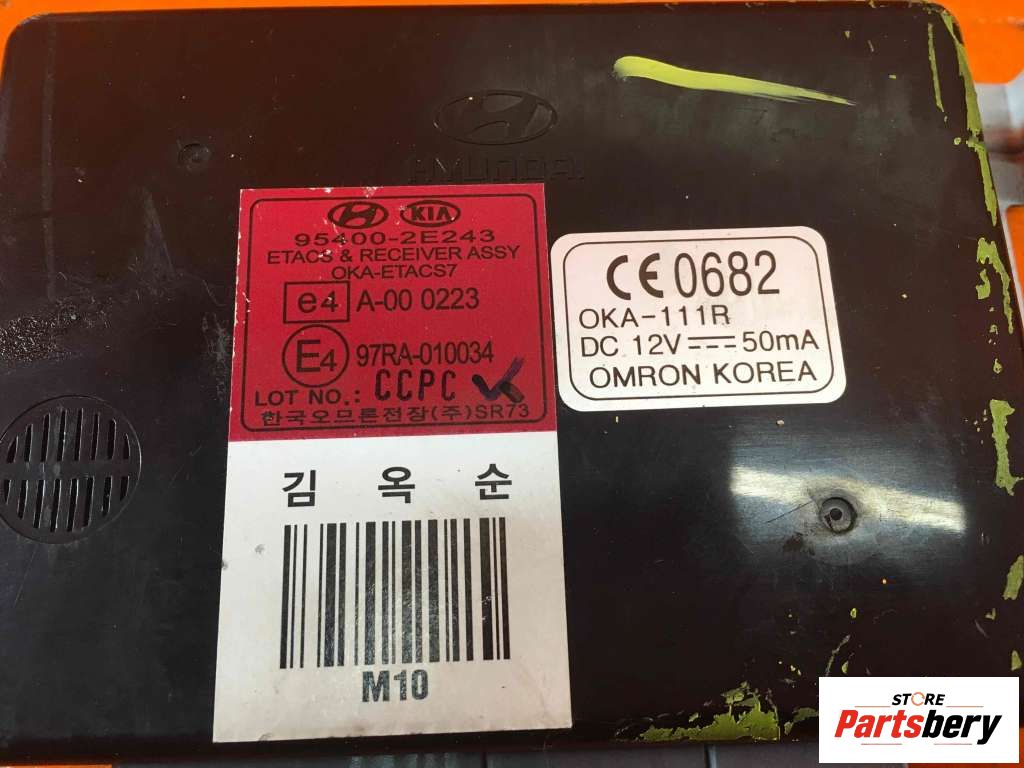 HYUNDAI
KIA
95400-2E243
ETACS & RECEIVER ASSY
OKA-ETACS7
e4 A-00 0223
E4 97RA-010034
LOT NO.: CCPC
한국오므론전장(주)SR73
김 옥 순
M10
CE 0682
OKA-111R
DC 12V ⎓ 50mA
OMRON KOREA
STORE
Partsbery